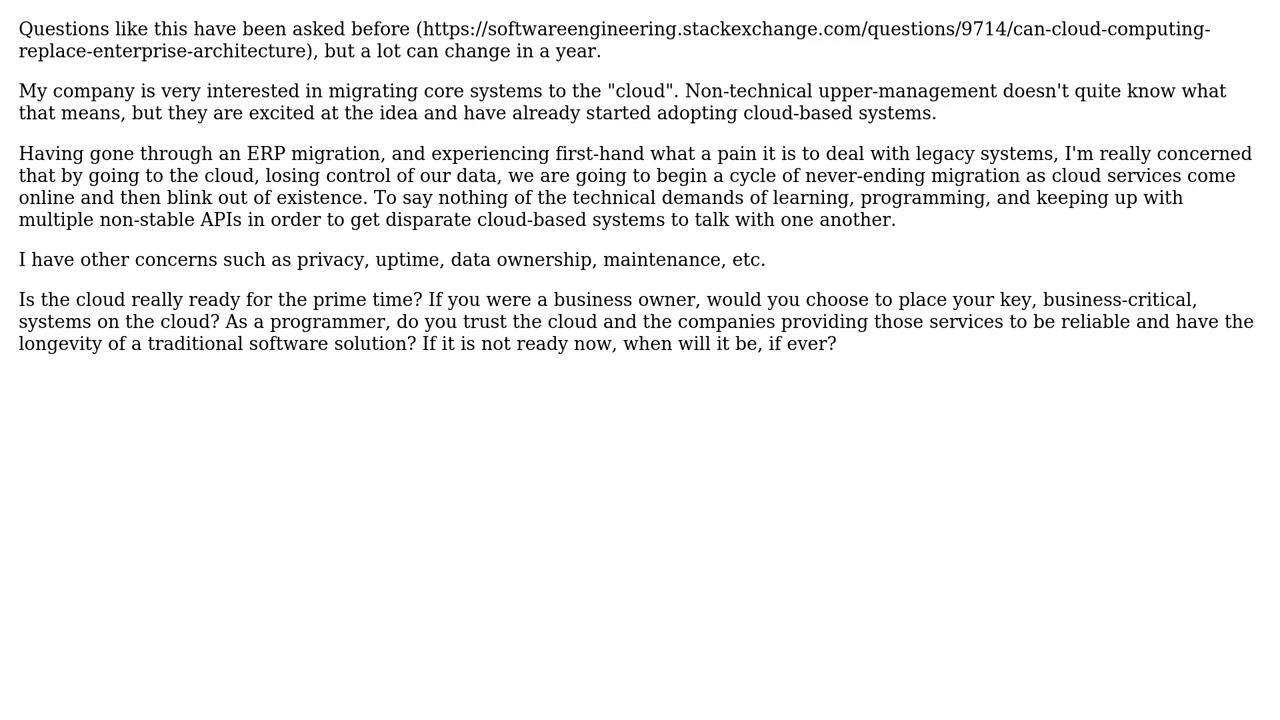 Questions like this have been asked before (https://softwareengineering.stackexchange.com/questions/9714/can-cloud-computing-
replace-enterprise-architecture), but a lot can change in a year.
My company is very interested in migrating core systems to the "cloud". Non-technical upper-management doesn't quite know what
that means, but they are excited at the idea and have already started adopting cloud-based systems.
Having gone through an ERP migration, and experiencing first-hand what a pain it is to deal with legacy systems, I'm really concerned
that by going to the cloud, losing control of our data, we are going to begin a cycle of never-ending migration as cloud services come
online and then blink out of existence. To say nothing of the technical demands of learning, programming, and keeping up with
multiple non-stable APIs in order to get disparate cloud-based systems to talk with one another.
I have other concerns such as privacy, uptime, data ownership, maintenance, etc.
Is the cloud really ready for the prime time? If you were a business owner, would you choose to place your key, business-critical,
systems on the cloud? As a programmer, do you trust the cloud and the companies providing those services to be reliable and have the
longevity of a traditional software solution? If it is not ready now, when will it be, if ever?